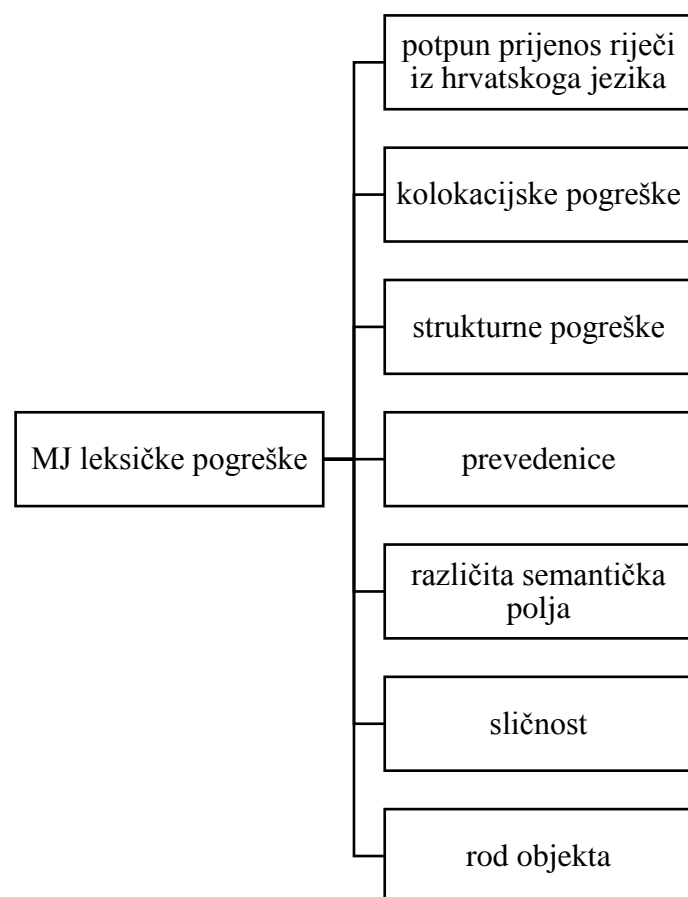 potpun prijenos riječi
iz hrvatskoga jezika
kolokacijske pogreške
strukturne pogreške
MJ leksičke pogreške
prevedenice
različita semantička
polja
sličnost
rod objekta